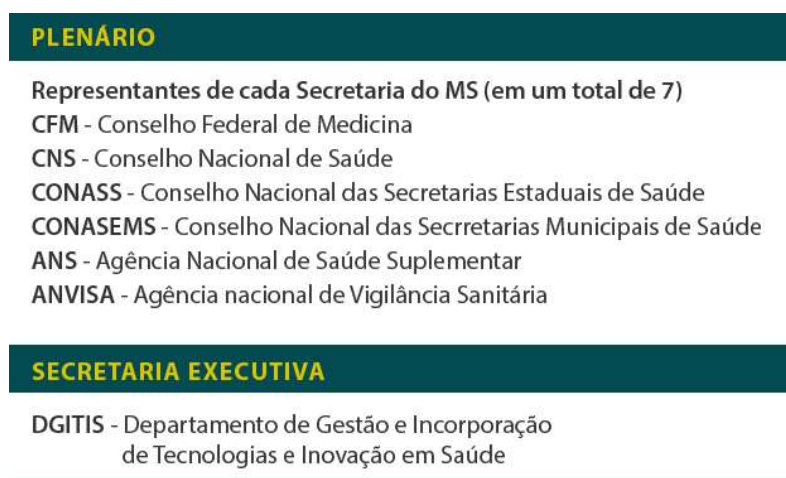 PLENÁRIO
Representantes de cada Secretaria do MS (em um total de 7)
CFM - Conselho Federal de Medicina
CNS - Conselho Nacional de Saúde
CONASS - Conselho Nacional das Secretarias Estaduais de Saúde
CONASEMS - Conselho Nacional das Secrretarias Municipais de Saúde
ANS - Agência Nacional de Saúde Suplementar
ANVISA - Agência nacional de Vigilância Sanitária
SECRETARIA EXECUTIVA
DGITIS - Departamento de Gestão e Incorporação
de Tecnologias e Inovação em Saúde